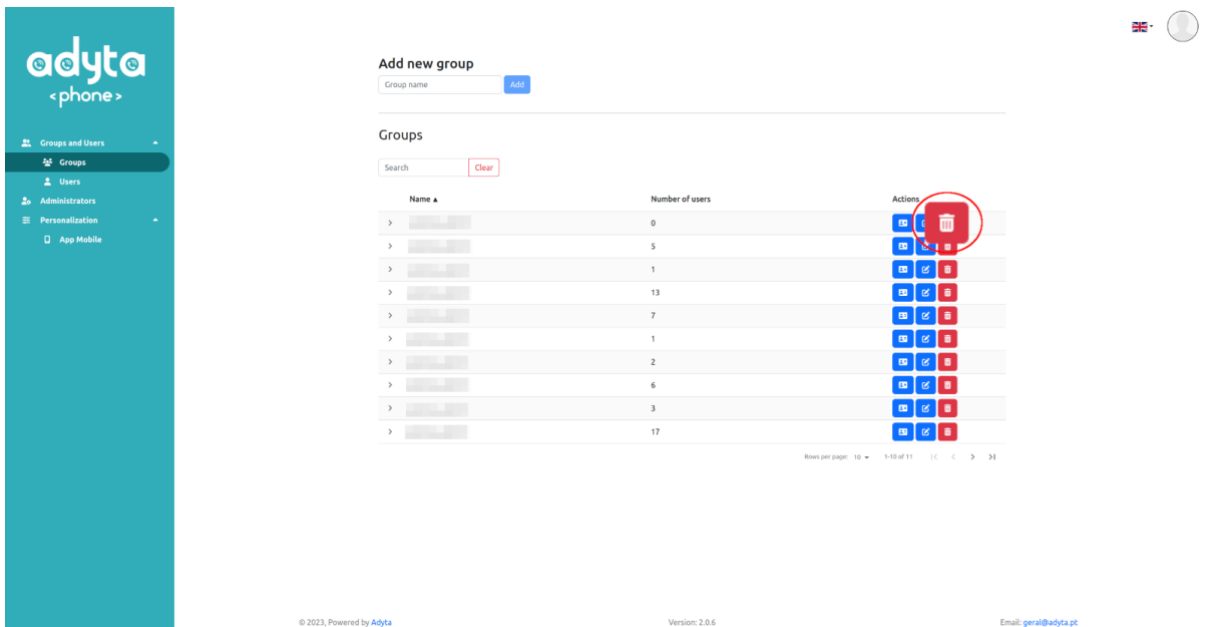 adyta
<phone>
Groups and Users
Groups
Users
Administrators
Personalization
App Mobile
Add new group
Group name Add
Groups
Search Clear
Name ▲ Number of users Actions
0
5
1
13
7
1
2
6
3
17
Rows per page: 10 1-10 of 11
© 2023, Powered by Adyta Version: 2.0.6 Email: geral@adyta.pt